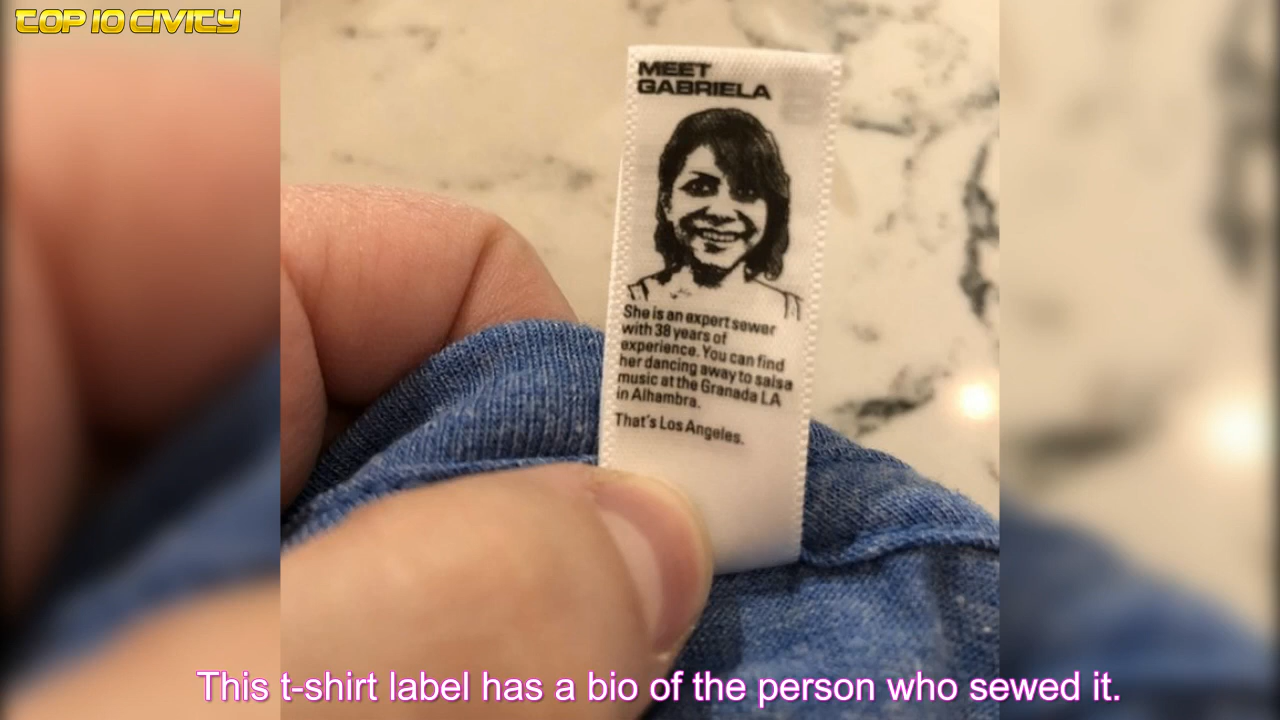 TOP 10 CIVITY
MEET
GABRIELA
She is an expert sewer
with 38 years of
experience. You can find
her dancing away to salsa
music at the Granada LA
in Alhambra.
That's Los Angeles.
This t-shirt label has a bio of the person who sewed it.